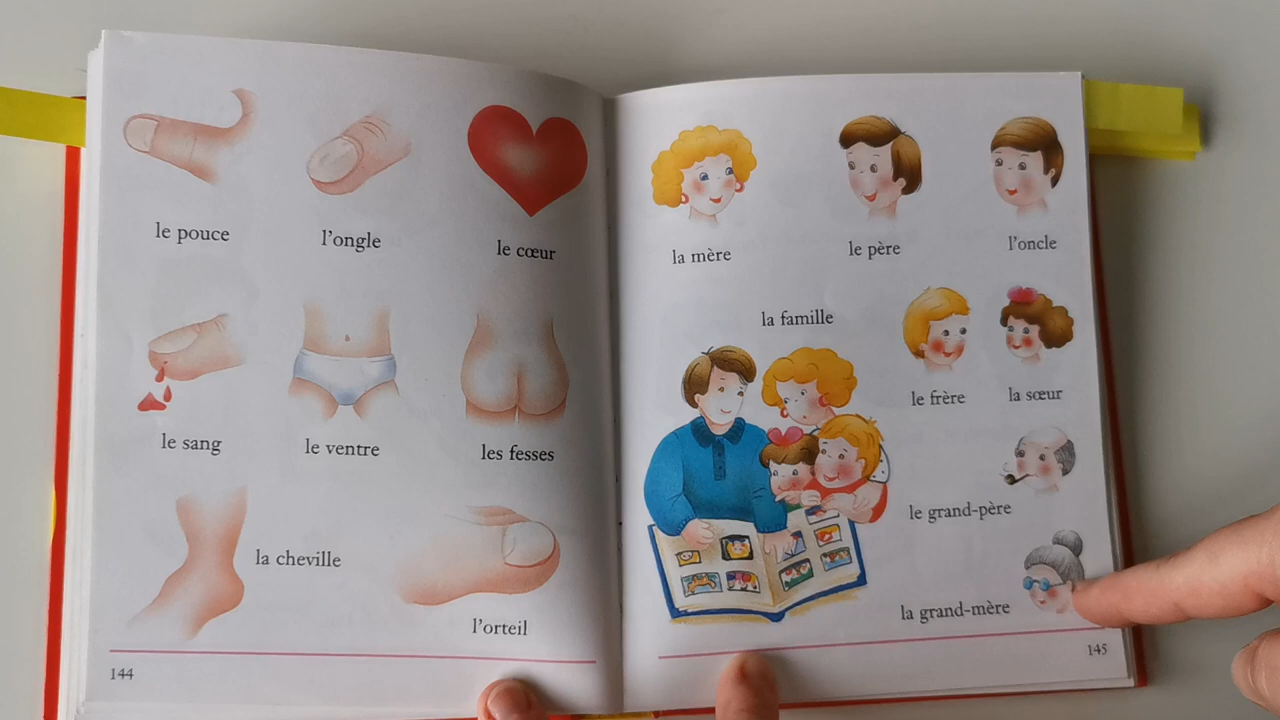 le pouce
l'ongle
le cœur
le sang
le ventre
les fesses
la cheville
l'orteil
144
la mère
le père
l'oncle
la famille
le frère
la sœur
le grand-père
la grand-mère
145